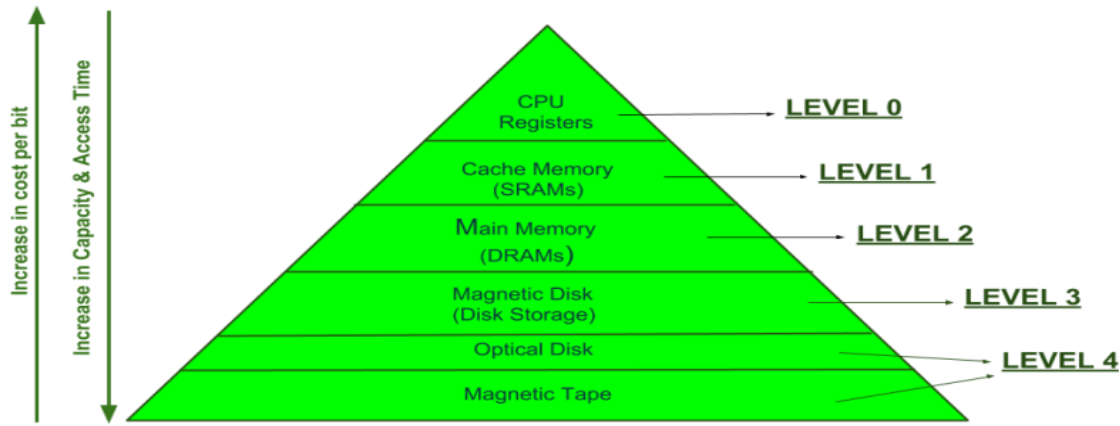 Increase in cost per bit
Increase in Capacity & Access Time
CPU
Registers
LEVEL 0
Cache Memory
(SRAMs)
LEVEL 1
Main Memory
(DRAMs)
LEVEL 2
Magnetic Disk
(Disk Storage)
LEVEL 3
Optical Disk
LEVEL 4
Magnetic Tape